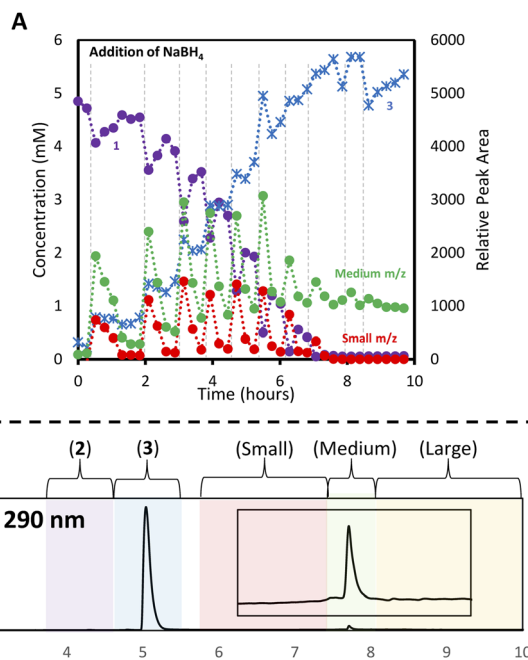 A
Addition of NaBH4
Concentration (mM)
Relative Peak Area
6
5
4
3
2
1
0
6000
5000
4000
3000
2000
1000
0
1
3
Medium m/z
Small m/z
0 2 4 6 8 10
Time (hours)
(2) (3) (Small) (Medium) (Large)
290 nm
4 5 6 7 8 9 10